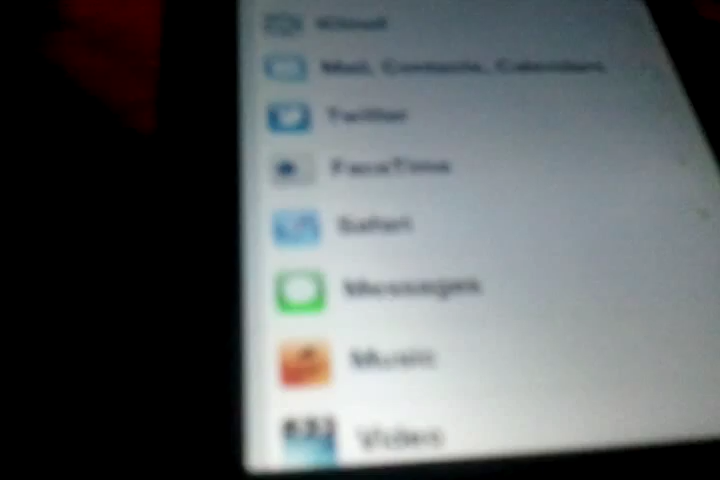 iCloud
Mail, Contacts, Calendars
Twitter
FaceTime
Safari
Messages
Music
Video